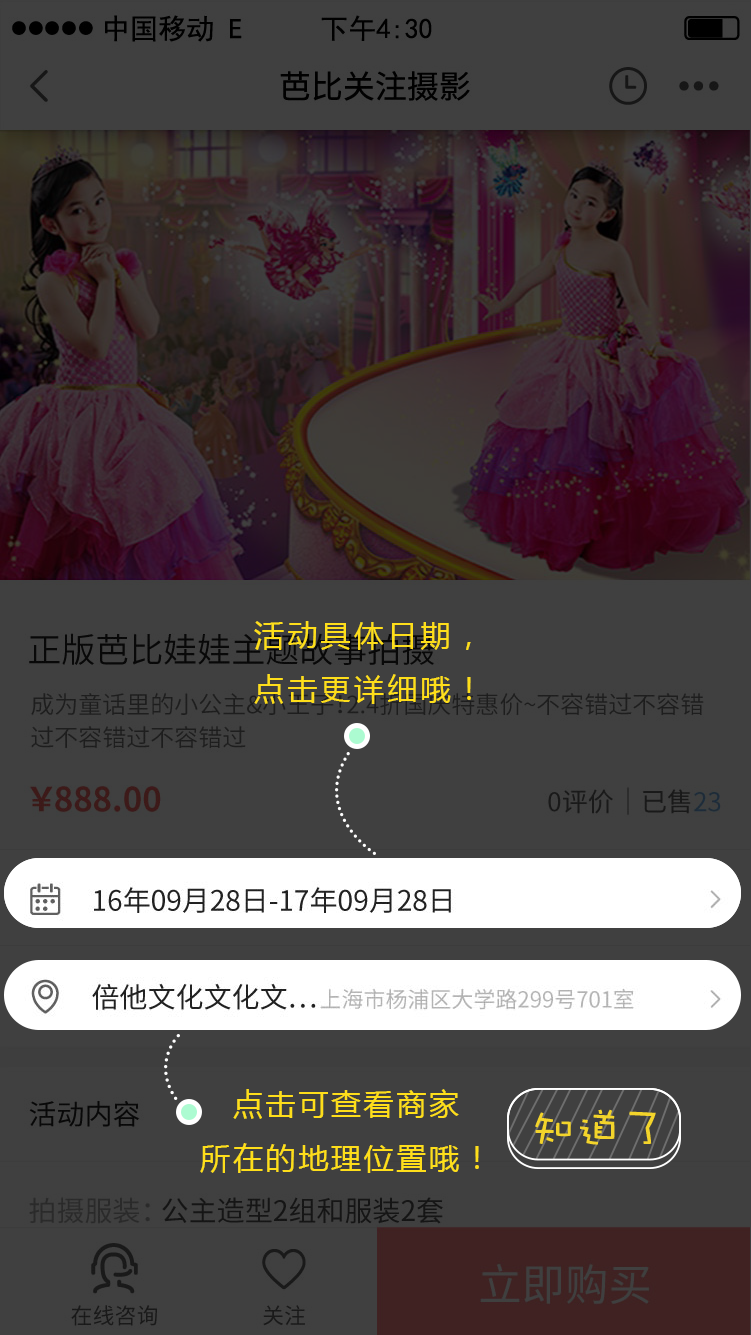 中国移动 E 下午4:30
芭比关注摄影
正版芭比娃娃主题故事拍摄
活动具体日期，
点击更详细哦！
成为童话里的小公主&小王子12.4折国庆特惠价~不容错过不容错
过不容错过不容错过
¥888.00 0评价 已售23
16年09月28日-17年09月28日
倍他文化文化文... 上海市杨浦区大学路299号701室
活动内容
点击可查看商家
所在的地理位置哦！
知道了
拍摄服装：公主造型2组和服装2套
在线咨询 关注 立即购买